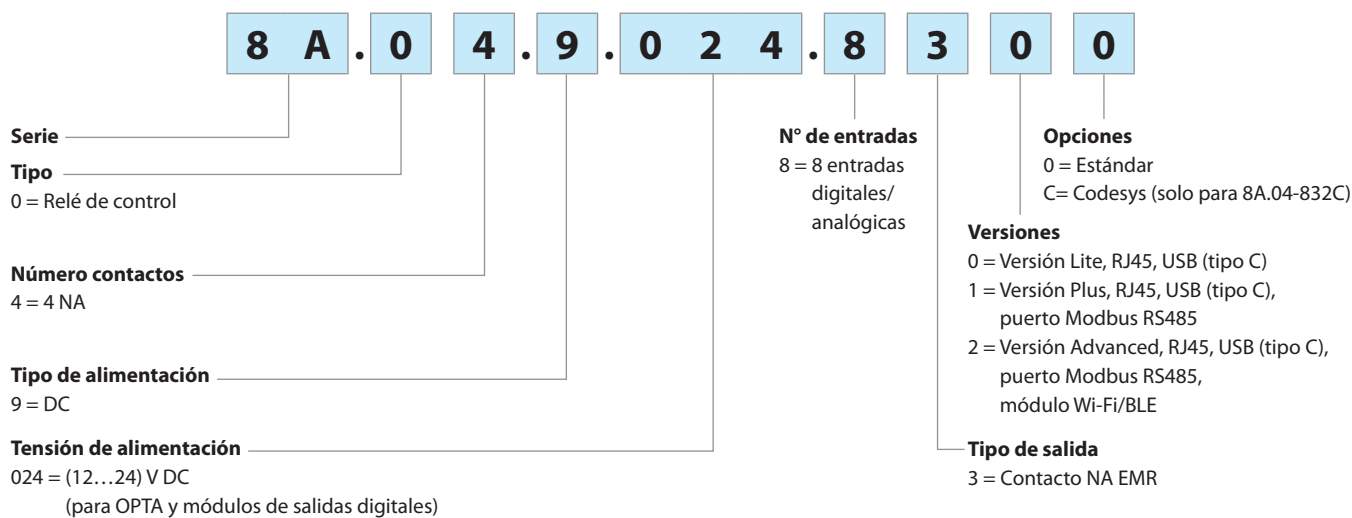 8 A . 0 4 . 9 . 0 2 4 . 8 3 0 0
Serie
Tipo
0 = Relé de control
Número contactos
4 = 4 NA
Tipo de alimentación
9 = DC
Tensión de alimentación
024 = (12…24) V DC
(para OPTA y módulos de salidas digitales)
N° de entradas
8 = 8 entradas
digitales/
analógicas
Opciones
0 = Estándar
C= Codesys (solo para 8A.04-832C)
Versiones
0 = Versión Lite, RJ45, USB (tipo C)
1 = Versión Plus, RJ45, USB (tipo C),
puerto Modbus RS485
2 = Versión Advanced, RJ45, USB (tipo C),
puerto Modbus RS485,
módulo Wi-Fi/BLE
Tipo de salida
3 = Contacto NA EMR